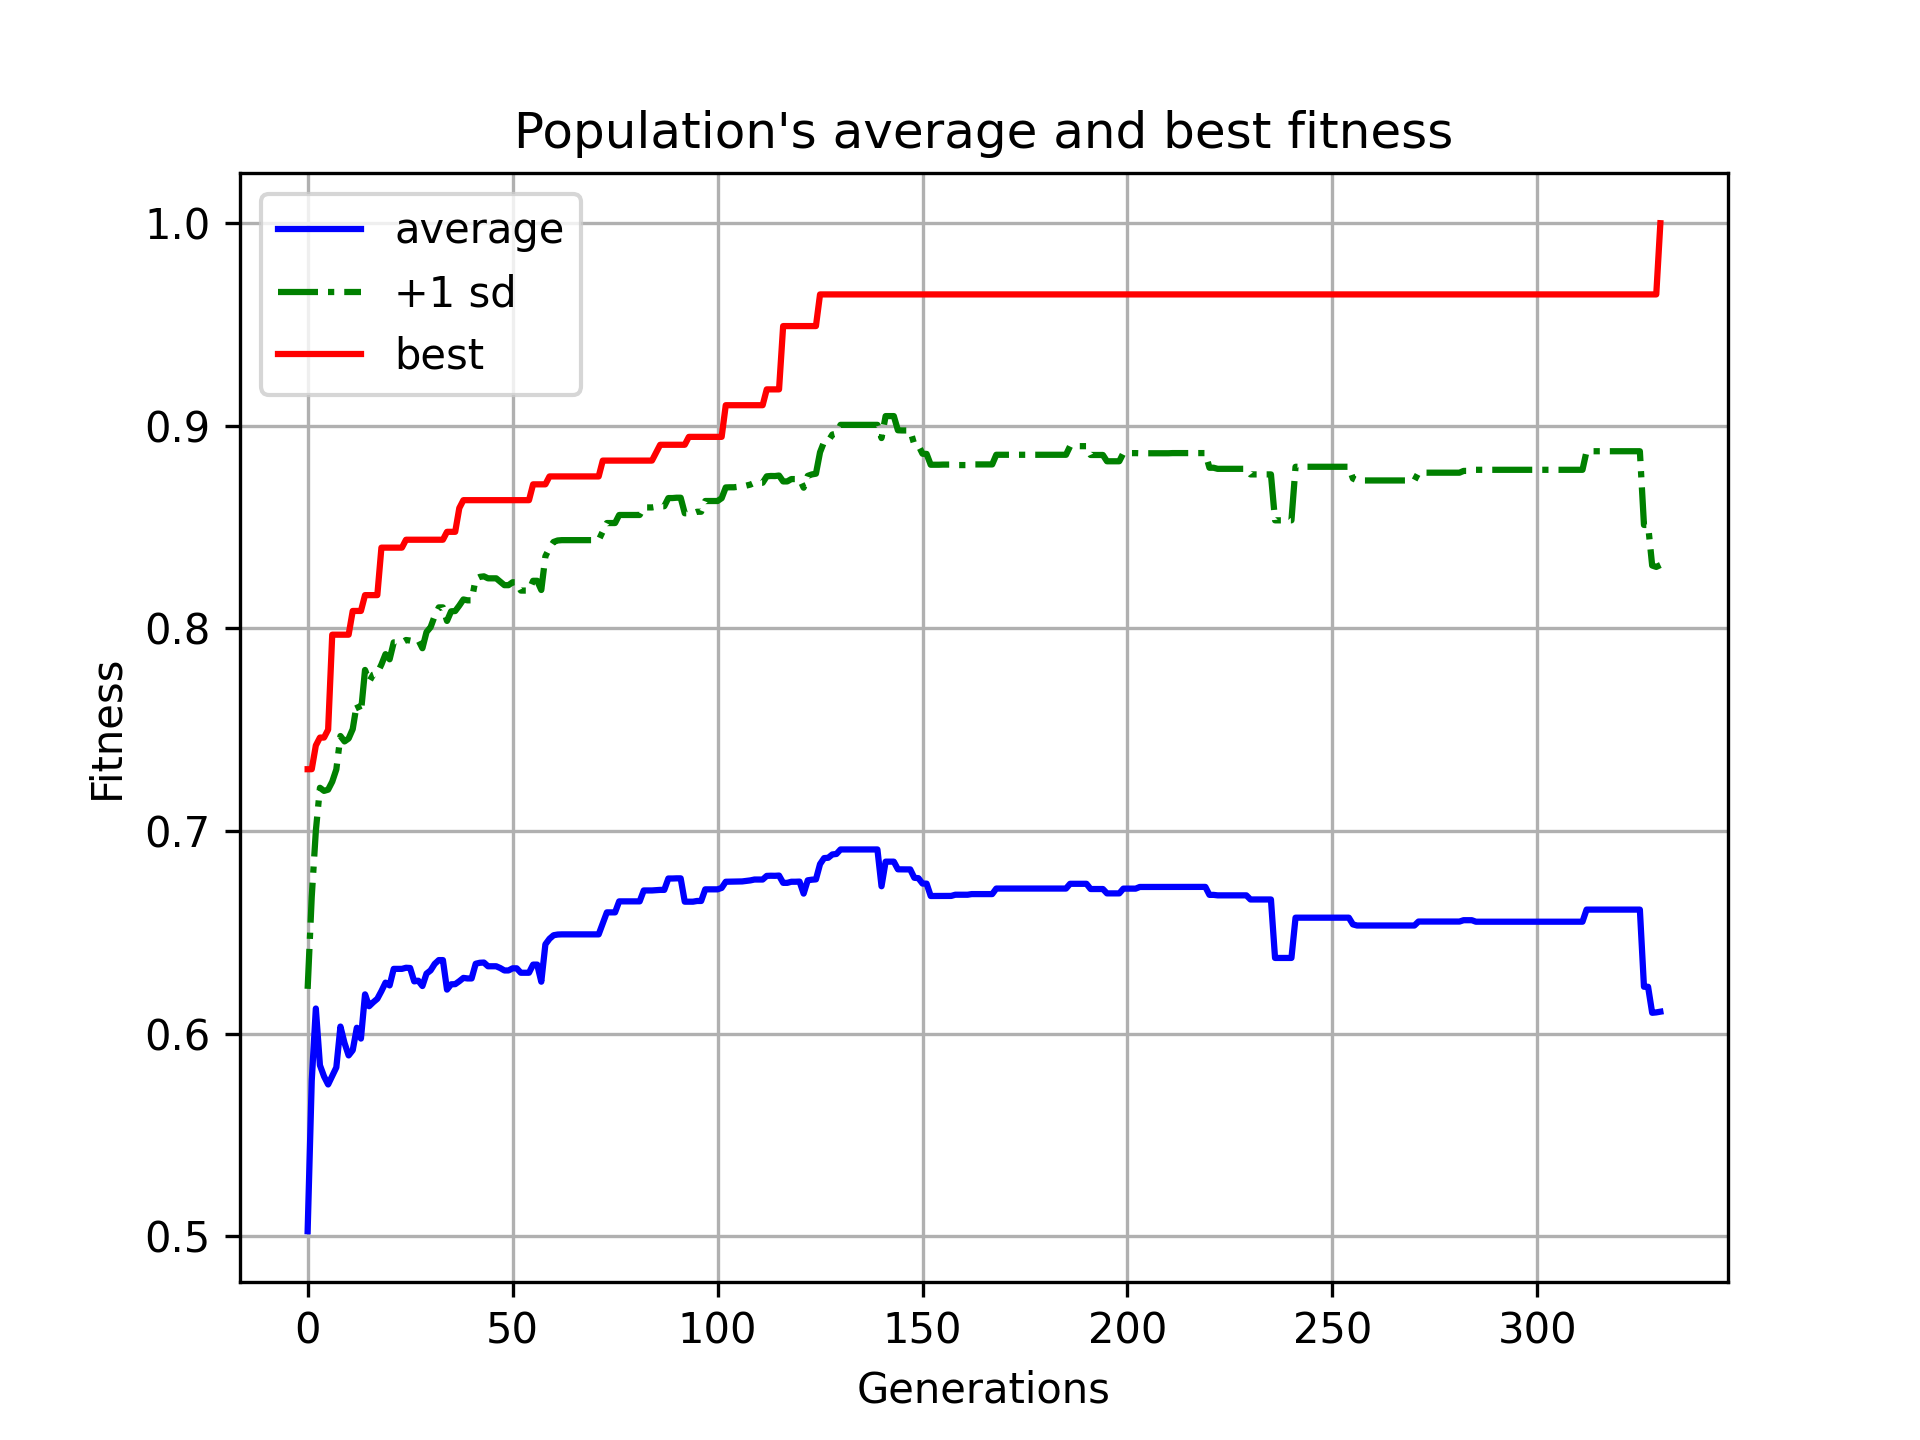 Population's average and best fitness
average
+1 sd
best
1.0
0.9
0.8
0.7
0.6
0.5
Fitness
0 50 100 150 200 250 300
Generations